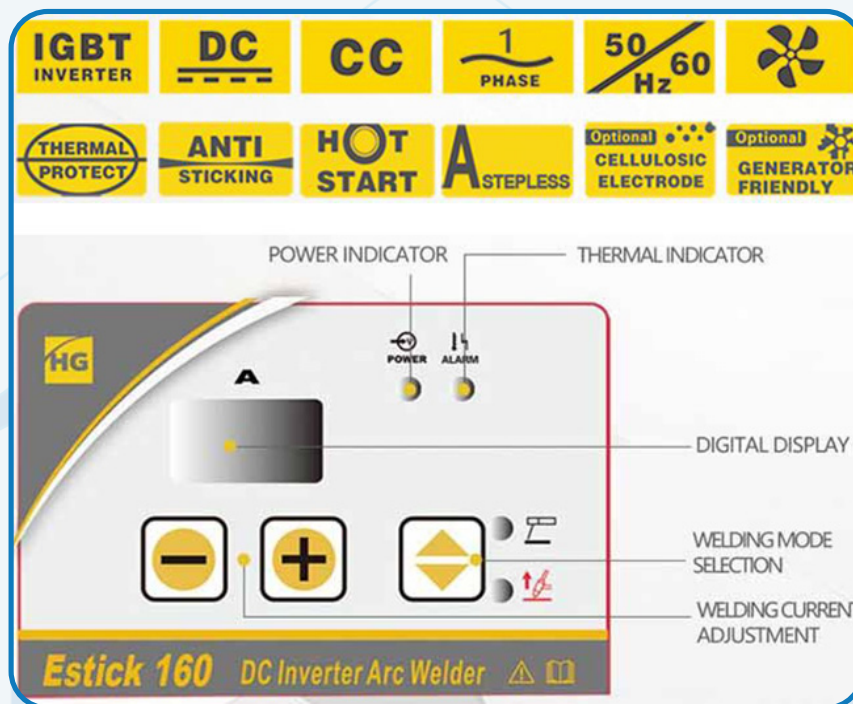 IGBT
INVERTER
DC
CC
1
PHASE
50/60
Hz
THERMAL
PROTECT
ANTI
STICKING
HOT
START
A STEPLESS
Optional
CELLULOSIC
ELECTRODE
Optional
GENERATOR
FRIENDLY
POWER INDICATOR
THERMAL INDICATOR
HG
A
V
POWER
ALARM
DIGITAL DISPLAY
WELDING MODE
SELECTION
WELDING CURRENT
ADJUSTMENT
Estick 160 DC Inverter Arc Welder